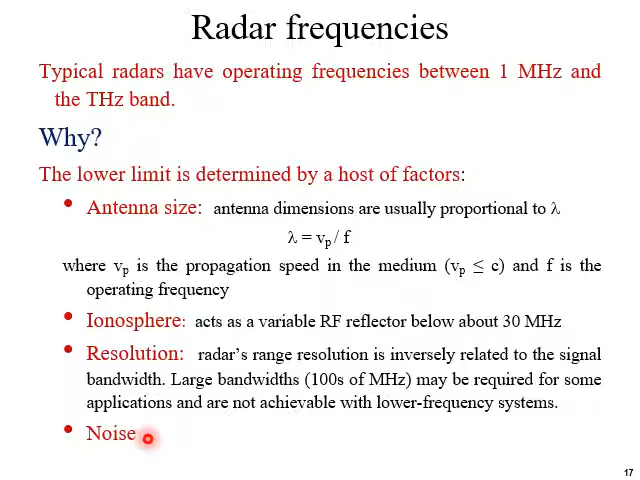 Radar frequencies
Typical radars have operating frequencies between 1 MHz and
the THz band.
Why?
The lower limit is determined by a host of factors:
• Antenna size: antenna dimensions are usually proportional to λ
λ = vₚ / f
where vₚ is the propagation speed in the medium (vₚ ≤ c) and f is the
operating frequency
• Ionosphere: acts as a variable RF reflector below about 30 MHz
• Resolution: radar's range resolution is inversely related to the signal
bandwidth. Large bandwidths (100s of MHz) may be required for some
applications and are not achievable with lower-frequency systems.
• Noise
17